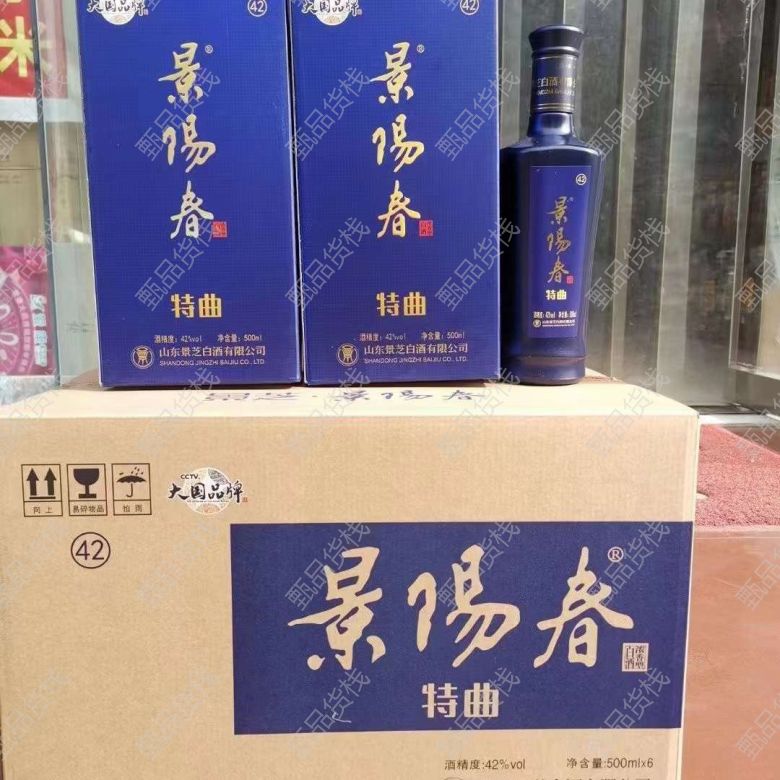 米
大国品牌
42
景陽春®
特曲
酒精度：42%vol 净含量：500ml
山东景芝白酒有限公司
SHANDONG JINGZHI BAIJIU CO., LTD.
大国品牌
42
景陽春®
特曲
酒精度：42%vol 净含量：500ml
山东景芝白酒有限公司
SHANDONG JINGZHI BAIJIU CO., LTD.
42
景陽春
特曲
景芝·景陽春
向上
易碎物品
怕雨
CCTV
大国品牌
42
景陽春®
浓香型
白酒
特曲
酒精度:42%vol 净含量:500ml×6
甄品货栈